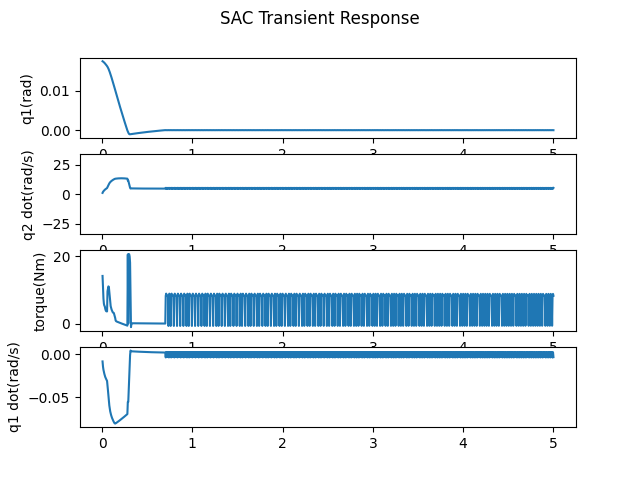 SAC Transient Response
q1(rad)
0.01
0.00
0 1 2 3 4 5
q2 dot(rad/s)
25
0
−25
0 1 2 3 4 5
torque(Nm)
20
0
0 1 2 3 4 5
q1 dot(rad/s)
0.00
−0.05
0 1 2 3 4 5